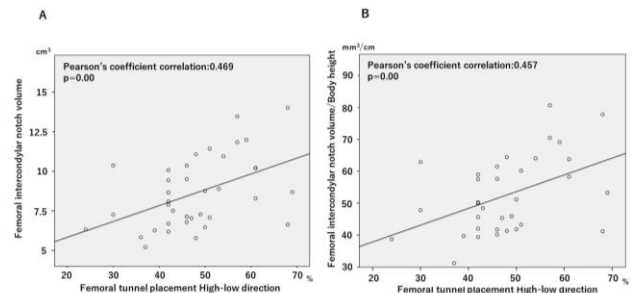 A
cm³
Pearson's coefficient correlation:0.469
p=0.00
Femoral intercondylar notch volume
15
12.5
10
7.5
5
20 30 40 50 60 70 %
Femoral tunnel placement High-low direction
B
mm³/cm
Pearson's coefficient correlation:0.457
p=0.00
Femoral intercondylar notch volume/Body height
90
80
70
60
50
40
30
20 30 40 50 60 70 %
Femoral tunnel placement High-low direction